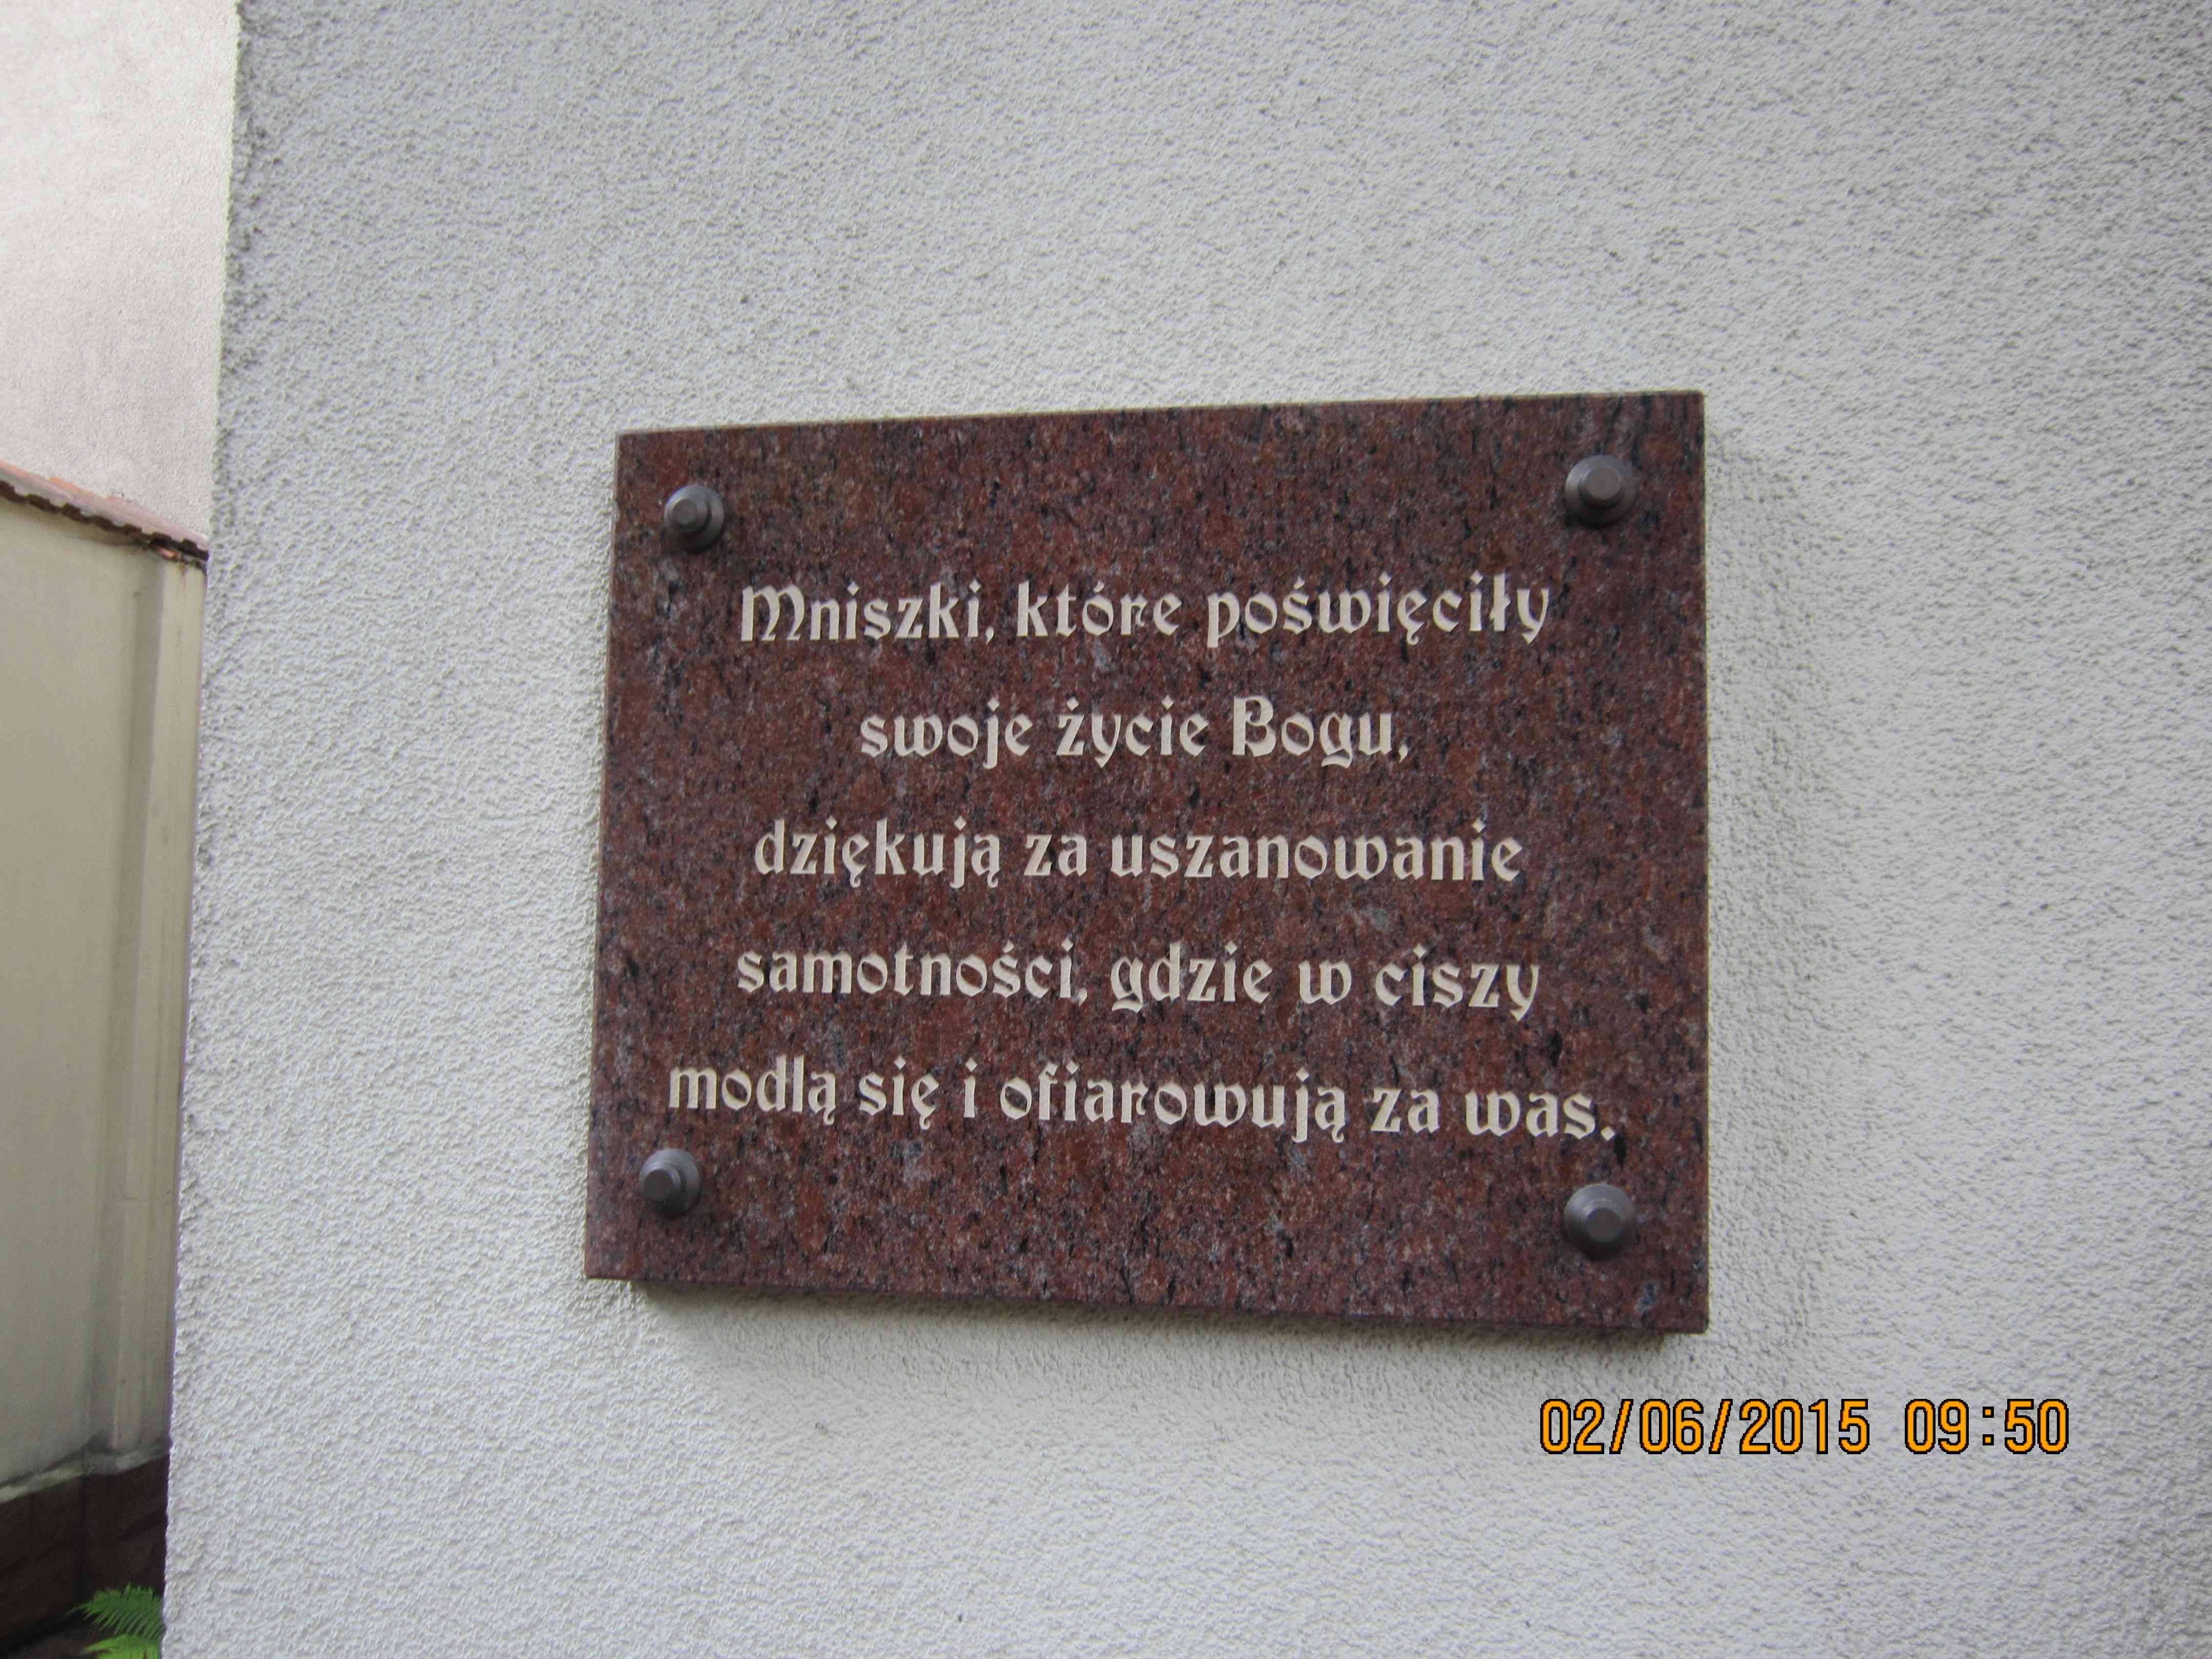 Mniszki, które poświęciły
swoje życie Bogu,
dziękują za uszanowanie
samotności, gdzie w ciszy
modlą się i ofiarowują za was.
02/06/2015 09:50